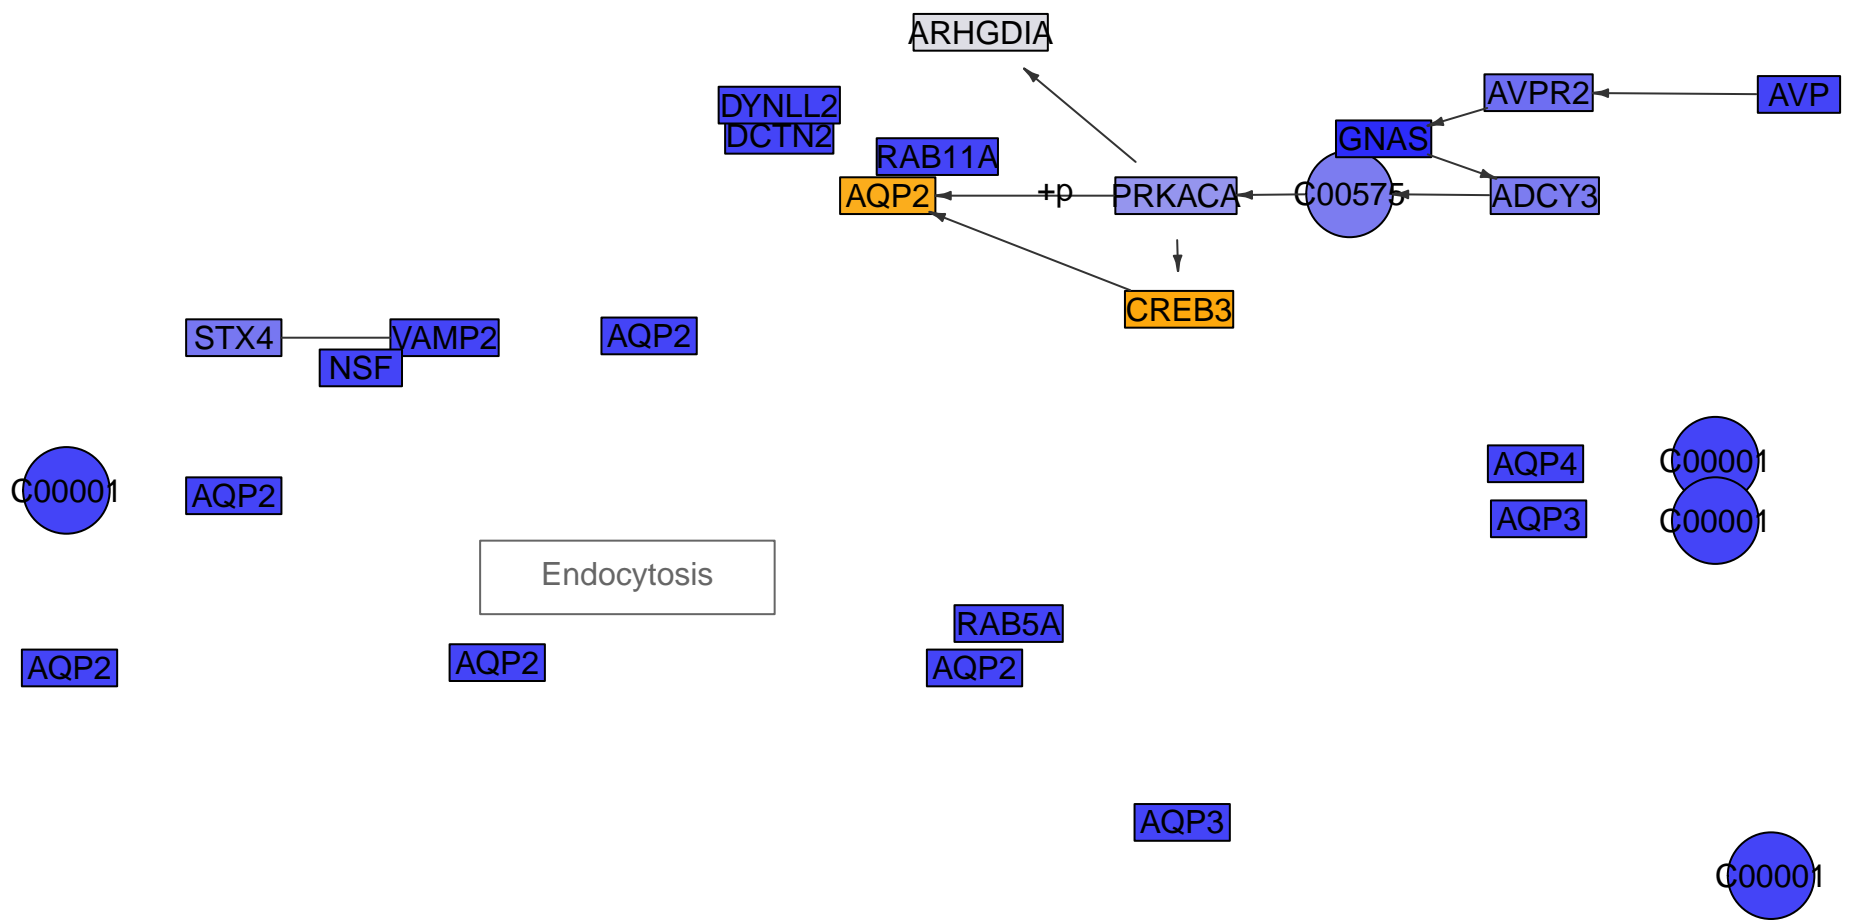 ARHGDIA
DYNLL2
AVPR2
AVP
DCTN2
GNAS
RAB11A
AQP2
+p
PRKACA
C00575
ADCY3
CREB3
STX4
VAMP2
AQP2
NSF
C00001
AQP2
AQP4
C00001
AQP3
C00001
Endocytosis
RAB5A
AQP2
AQP2
AQP2
AQP3
C00001